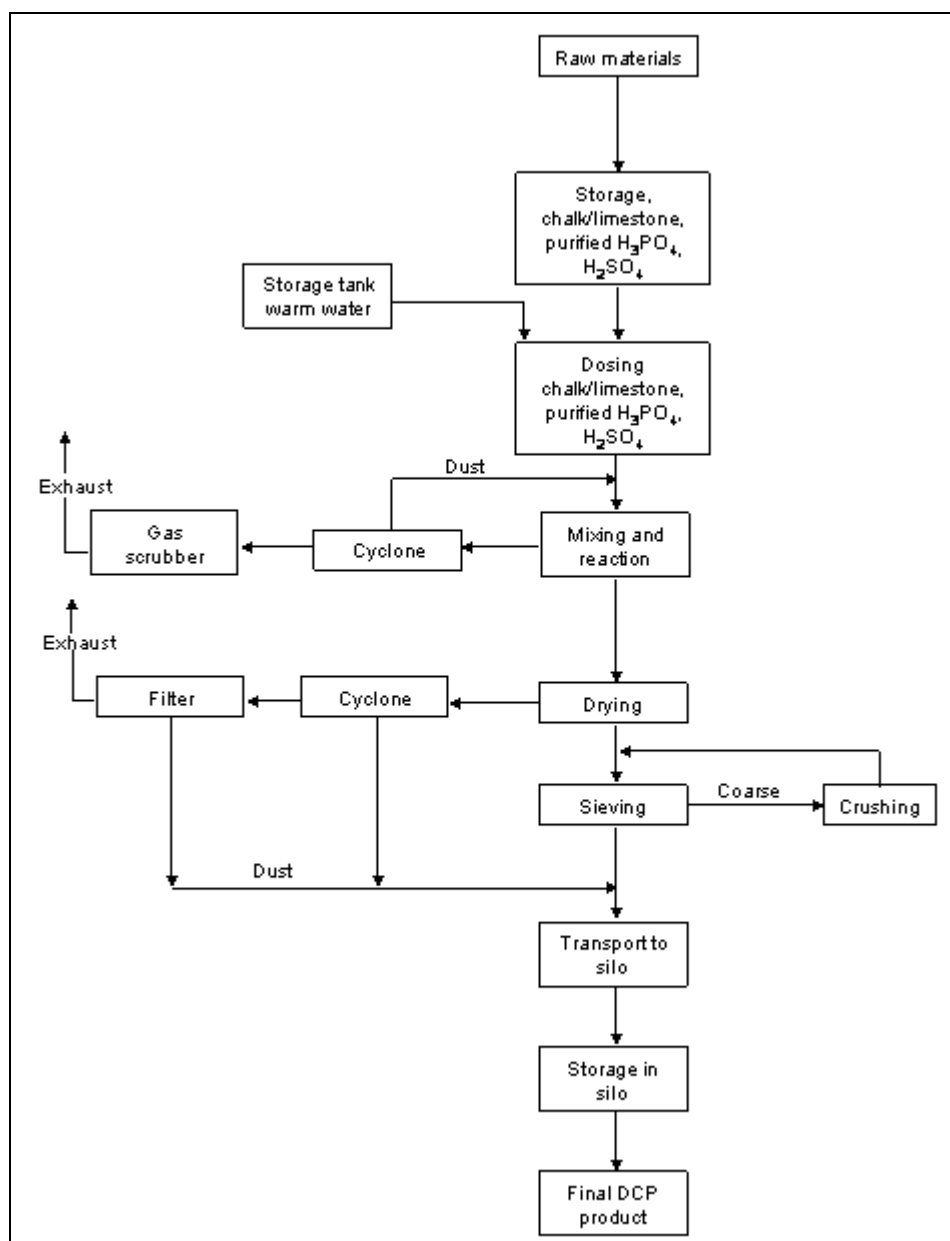 Raw materials
Storage,
chalk/limestone,
purified H₃PO₄,
H₂SO₄
Storage tank
warm water
Dosing
chalk/limestone,
purified H₃PO₄,
H₂SO₄
Dust
Exhaust
Gas
scrubber
Cyclone
Mixing and
reaction
Exhaust
Filter
Cyclone
Drying
Coarse
Sieving
Crushing
Dust
Transport to
silo
Storage in
silo
Final DCP
product